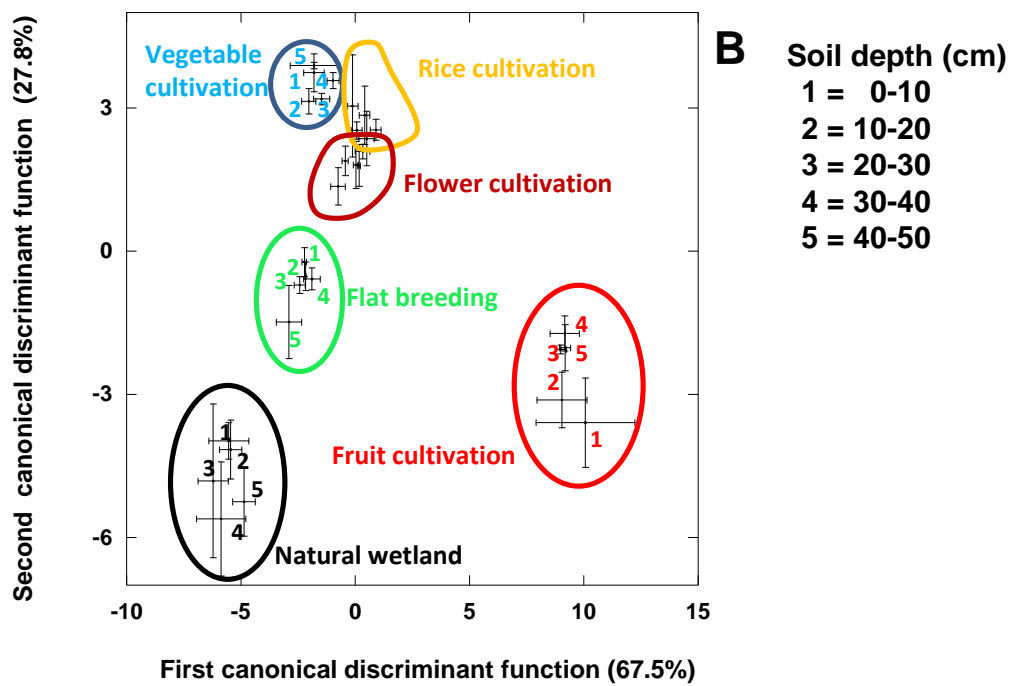 B
Soil depth (cm)
1 = 0-10
2 = 10-20
3 = 20-30
4 = 30-40
5 = 40-50
Second canonical discriminant function (27.8%)
3
0
-3
-6
Vegetable
cultivation
5
1 4
2 3
Rice cultivation
Flower cultivation
1
2
3
4
5
Flat breeding
4
3 5
2
1
Fruit cultivation
1
2
3
5
4
Natural wetland
-10 -5 0 5 10 15
First canonical discriminant function (67.5%)